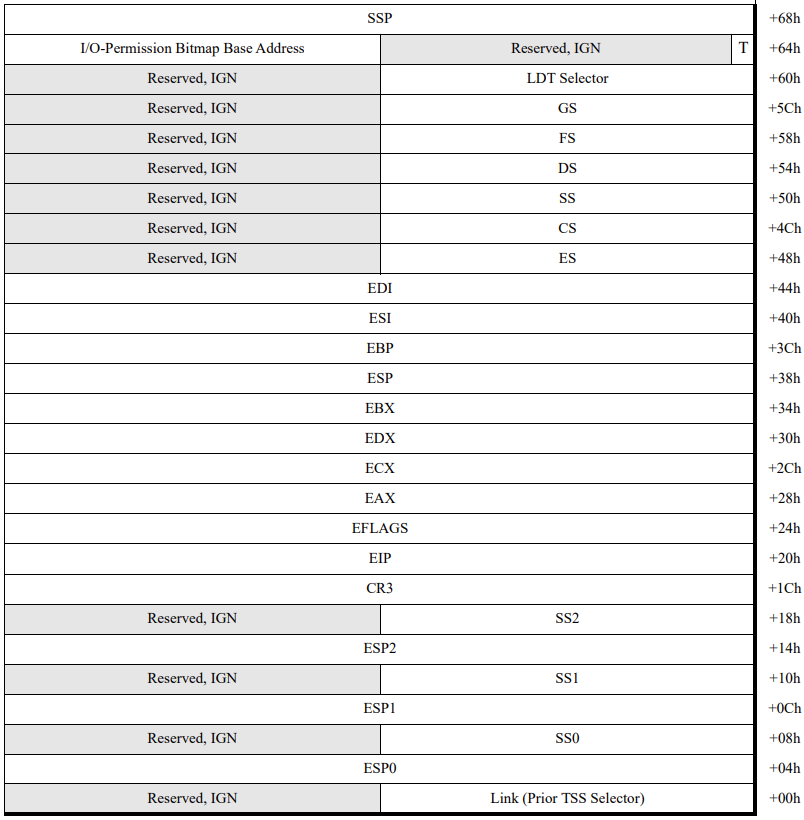 SSP +68h
I/O-Permission Bitmap Base Address Reserved, IGN T +64h
Reserved, IGN LDT Selector +60h
Reserved, IGN GS +5Ch
Reserved, IGN FS +58h
Reserved, IGN DS +54h
Reserved, IGN SS +50h
Reserved, IGN CS +4Ch
Reserved, IGN ES +48h
EDI +44h
ESI +40h
EBP +3Ch
ESP +38h
EBX +34h
EDX +30h
ECX +2Ch
EAX +28h
EFLAGS +24h
EIP +20h
CR3 +1Ch
Reserved, IGN SS2 +18h
ESP2 +14h
Reserved, IGN SS1 +10h
ESP1 +0Ch
Reserved, IGN SS0 +08h
ESP0 +04h
Reserved, IGN Link (Prior TSS Selector) +00h